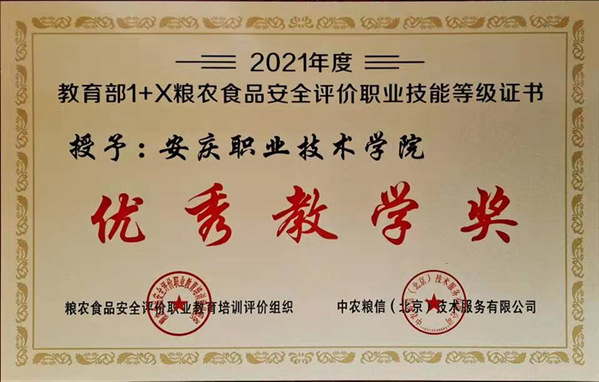 2021年度
教育部1+X粮农食品安全评价职业技能等级证书
授予：安庆职业技术学院
优秀教学奖
粮农食品安全评价职业教育培训评价组织
中农粮信（北京）技术服务有限公司